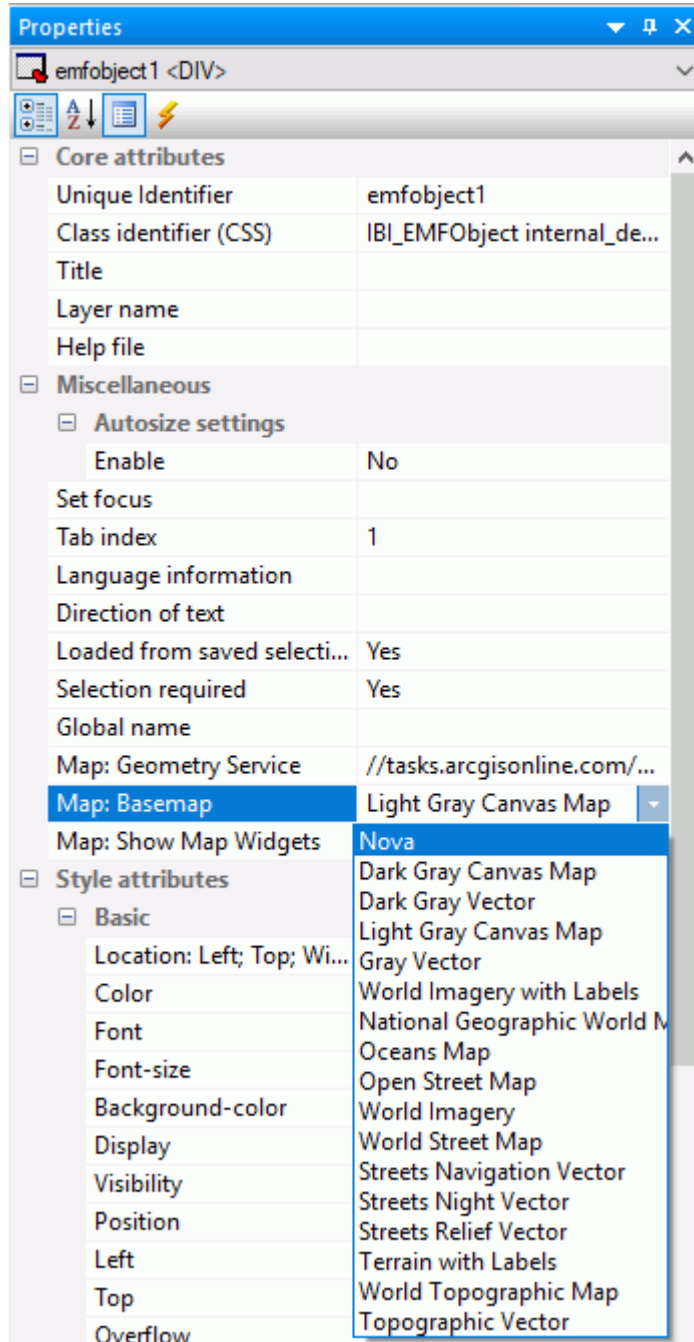 Properties
emfobject1 <DIV>
Core attributes
Unique Identifier emfobject1
Class identifier (CSS) IBI_EMFObject internal_de...
Title
Layer name
Help file
Miscellaneous
Autosize settings
Enable No
Set focus
Tab index 1
Language information
Direction of text
Loaded from saved selecti... Yes
Selection required Yes
Global name
Map: Geometry Service //tasks.arcgisonline.com/...
Map: Basemap Light Gray Canvas Map
Map: Show Map Widgets
Style attributes
Basic
Location: Left; Top; Wi...
Color
Font
Font-size
Background-color
Display
Visibility
Position
Left
Top
Overflow
Nova
Dark Gray Canvas Map
Dark Gray Vector
Light Gray Canvas Map
Gray Vector
World Imagery with Labels
National Geographic World M
Oceans Map
Open Street Map
World Imagery
World Street Map
Streets Navigation Vector
Streets Night Vector
Streets Relief Vector
Terrain with Labels
World Topographic Map
Topographic Vector